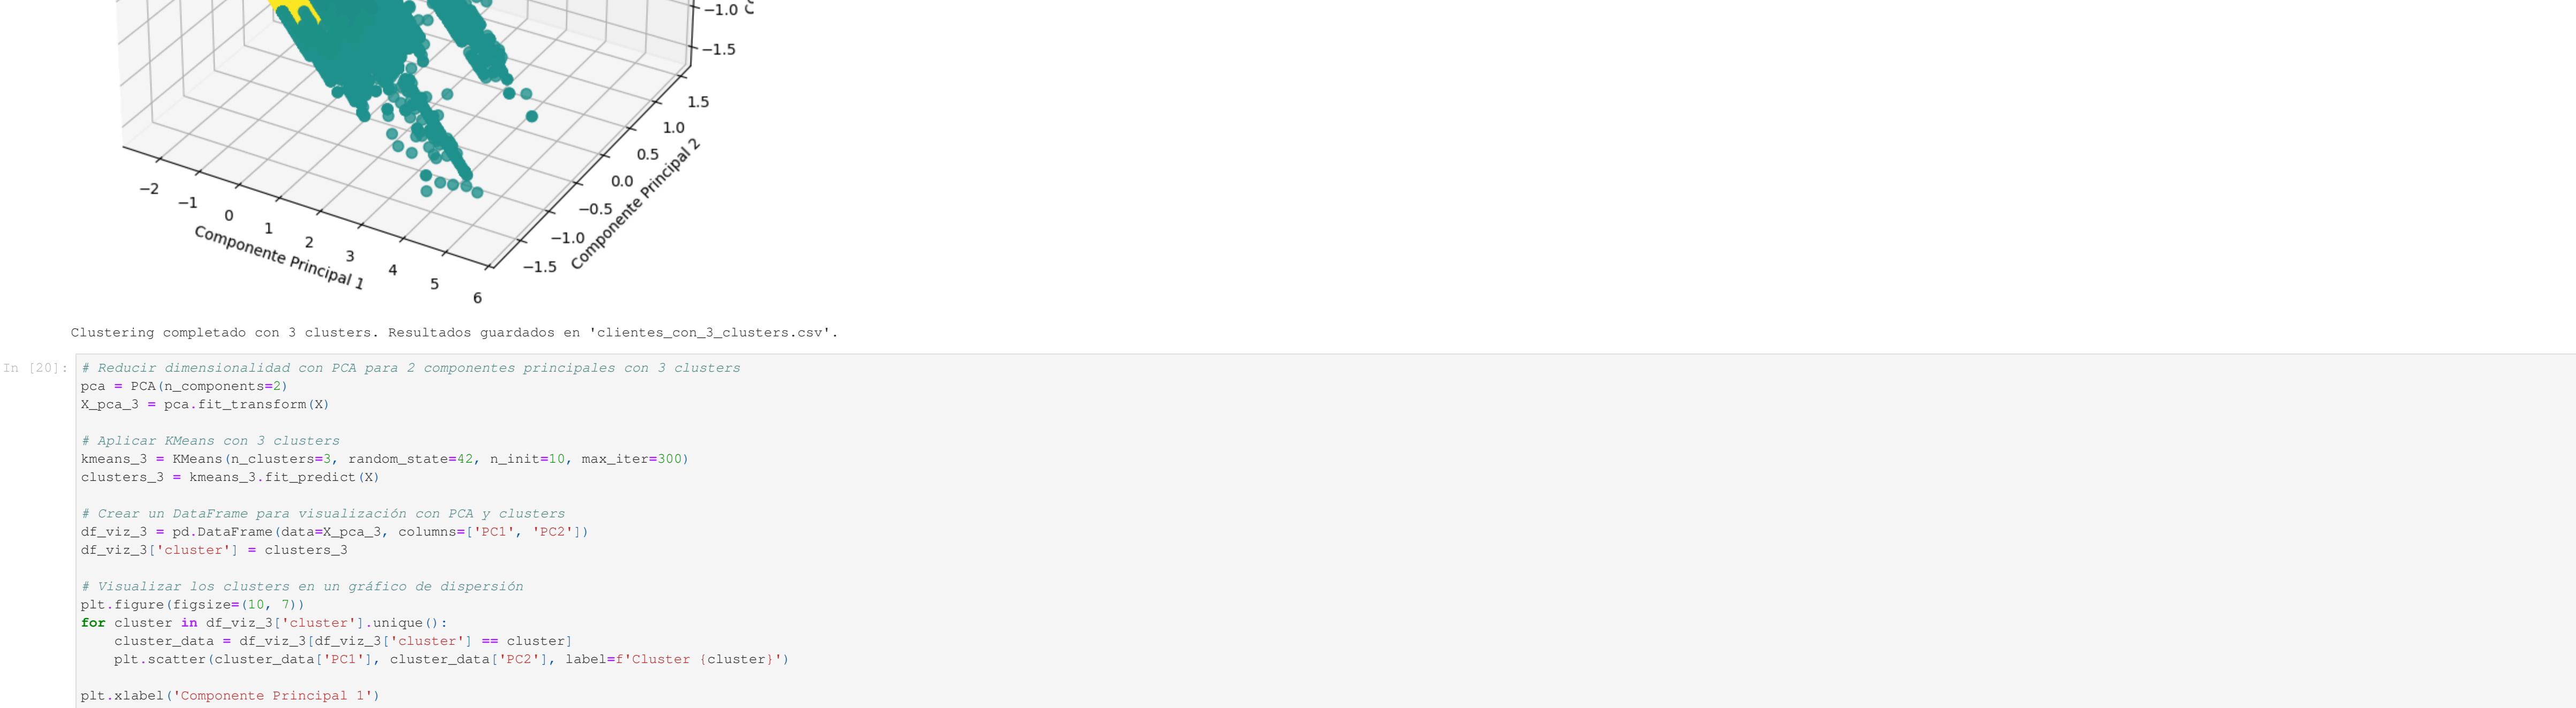 −1.0 C
−1.5
1.5
1.0
0.5
0.0
−0.5
−1.0
−1.5
Componente Principal 2
−2
−1
0
1
2
3
4
5
6
Componente Principal 1
Clustering completado con 3 clusters. Resultados guardados en 'clientes_con_3_clusters.csv'.
In [20]:
# Reducir dimensionalidad con PCA para 2 componentes principales con 3 clusters
pca = PCA(n_components=2)
X_pca_3 = pca.fit_transform(X)
# Aplicar KMeans con 3 clusters
kmeans_3 = KMeans(n_clusters=3, random_state=42, n_init=10, max_iter=300)
clusters_3 = kmeans_3.fit_predict(X)
# Crear un DataFrame para visualización con PCA y clusters
df_viz_3 = pd.DataFrame(data=X_pca_3, columns=['PC1', 'PC2'])
df_viz_3['cluster'] = clusters_3
# Visualizar los clusters en un gráfico de dispersión
plt.figure(figsize=(10, 7))
for cluster in df_viz_3['cluster'].unique():
    cluster_data = df_viz_3[df_viz_3['cluster'] == cluster]
    plt.scatter(cluster_data['PC1'], cluster_data['PC2'], label=f'Cluster {cluster}')
plt.xlabel('Componente Principal 1')